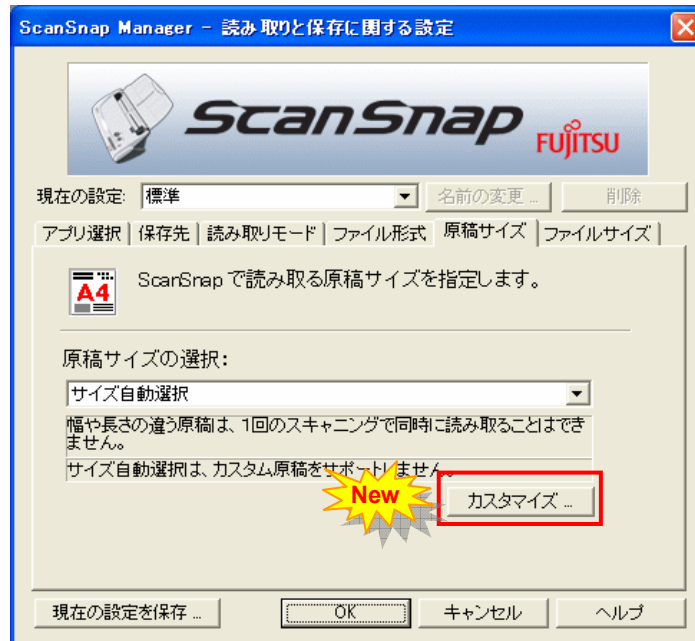 ScanSnap Manager - 読み取りと保存に関する設定
ScanSnap
FUJITSU
現在の設定: 標準 名前の変更 ... 削除
アプリ選択 保存先 読み取りモード ファイル形式 原稿サイズ ファイルサイズ
A4 ScanSnap で読み取る原稿サイズを指定します。
原稿サイズの選択:
サイズ自動選択
幅や長さの違う原稿は、1回のスキャニングで同時に読み取ることはでき
ません。
サイズ自動選択は、カスタム原稿をサポートしません。
New カスタマイズ ...
現在の設定を保存 ... OK キャンセル ヘルプ